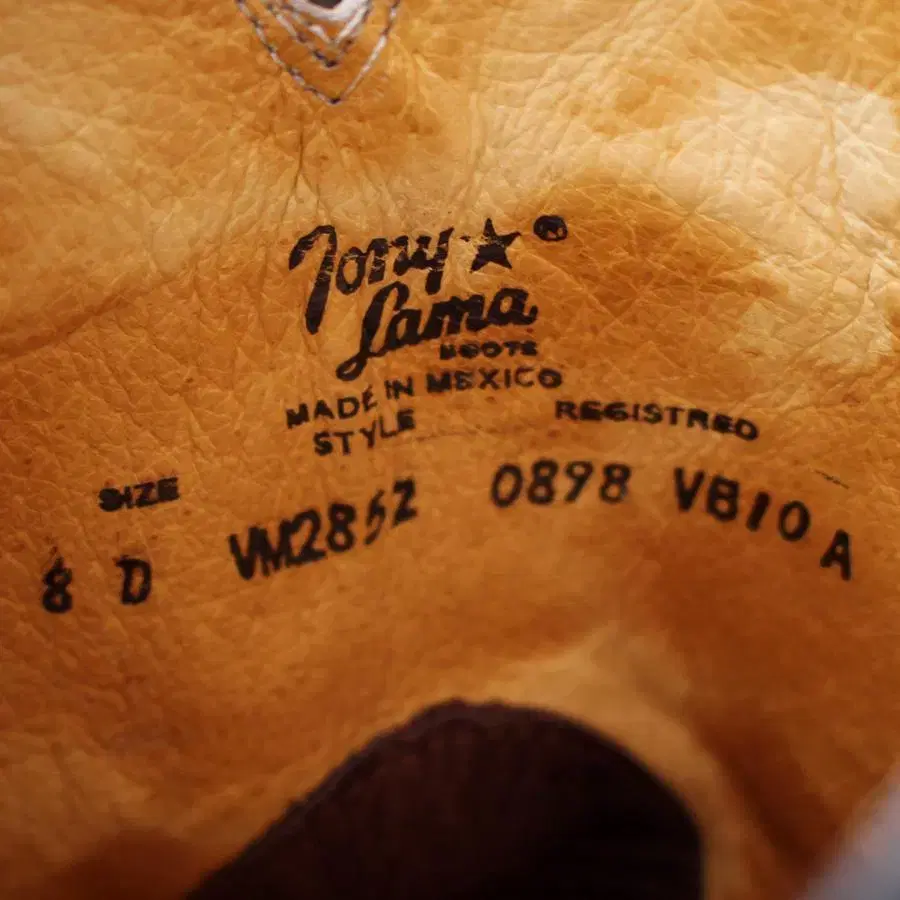 Tony ★ ®
Lama
BOOTS
MADE IN MEXICO
STYLE REGISTRED
SIZE
8 D VM2852 0898 VB10 A